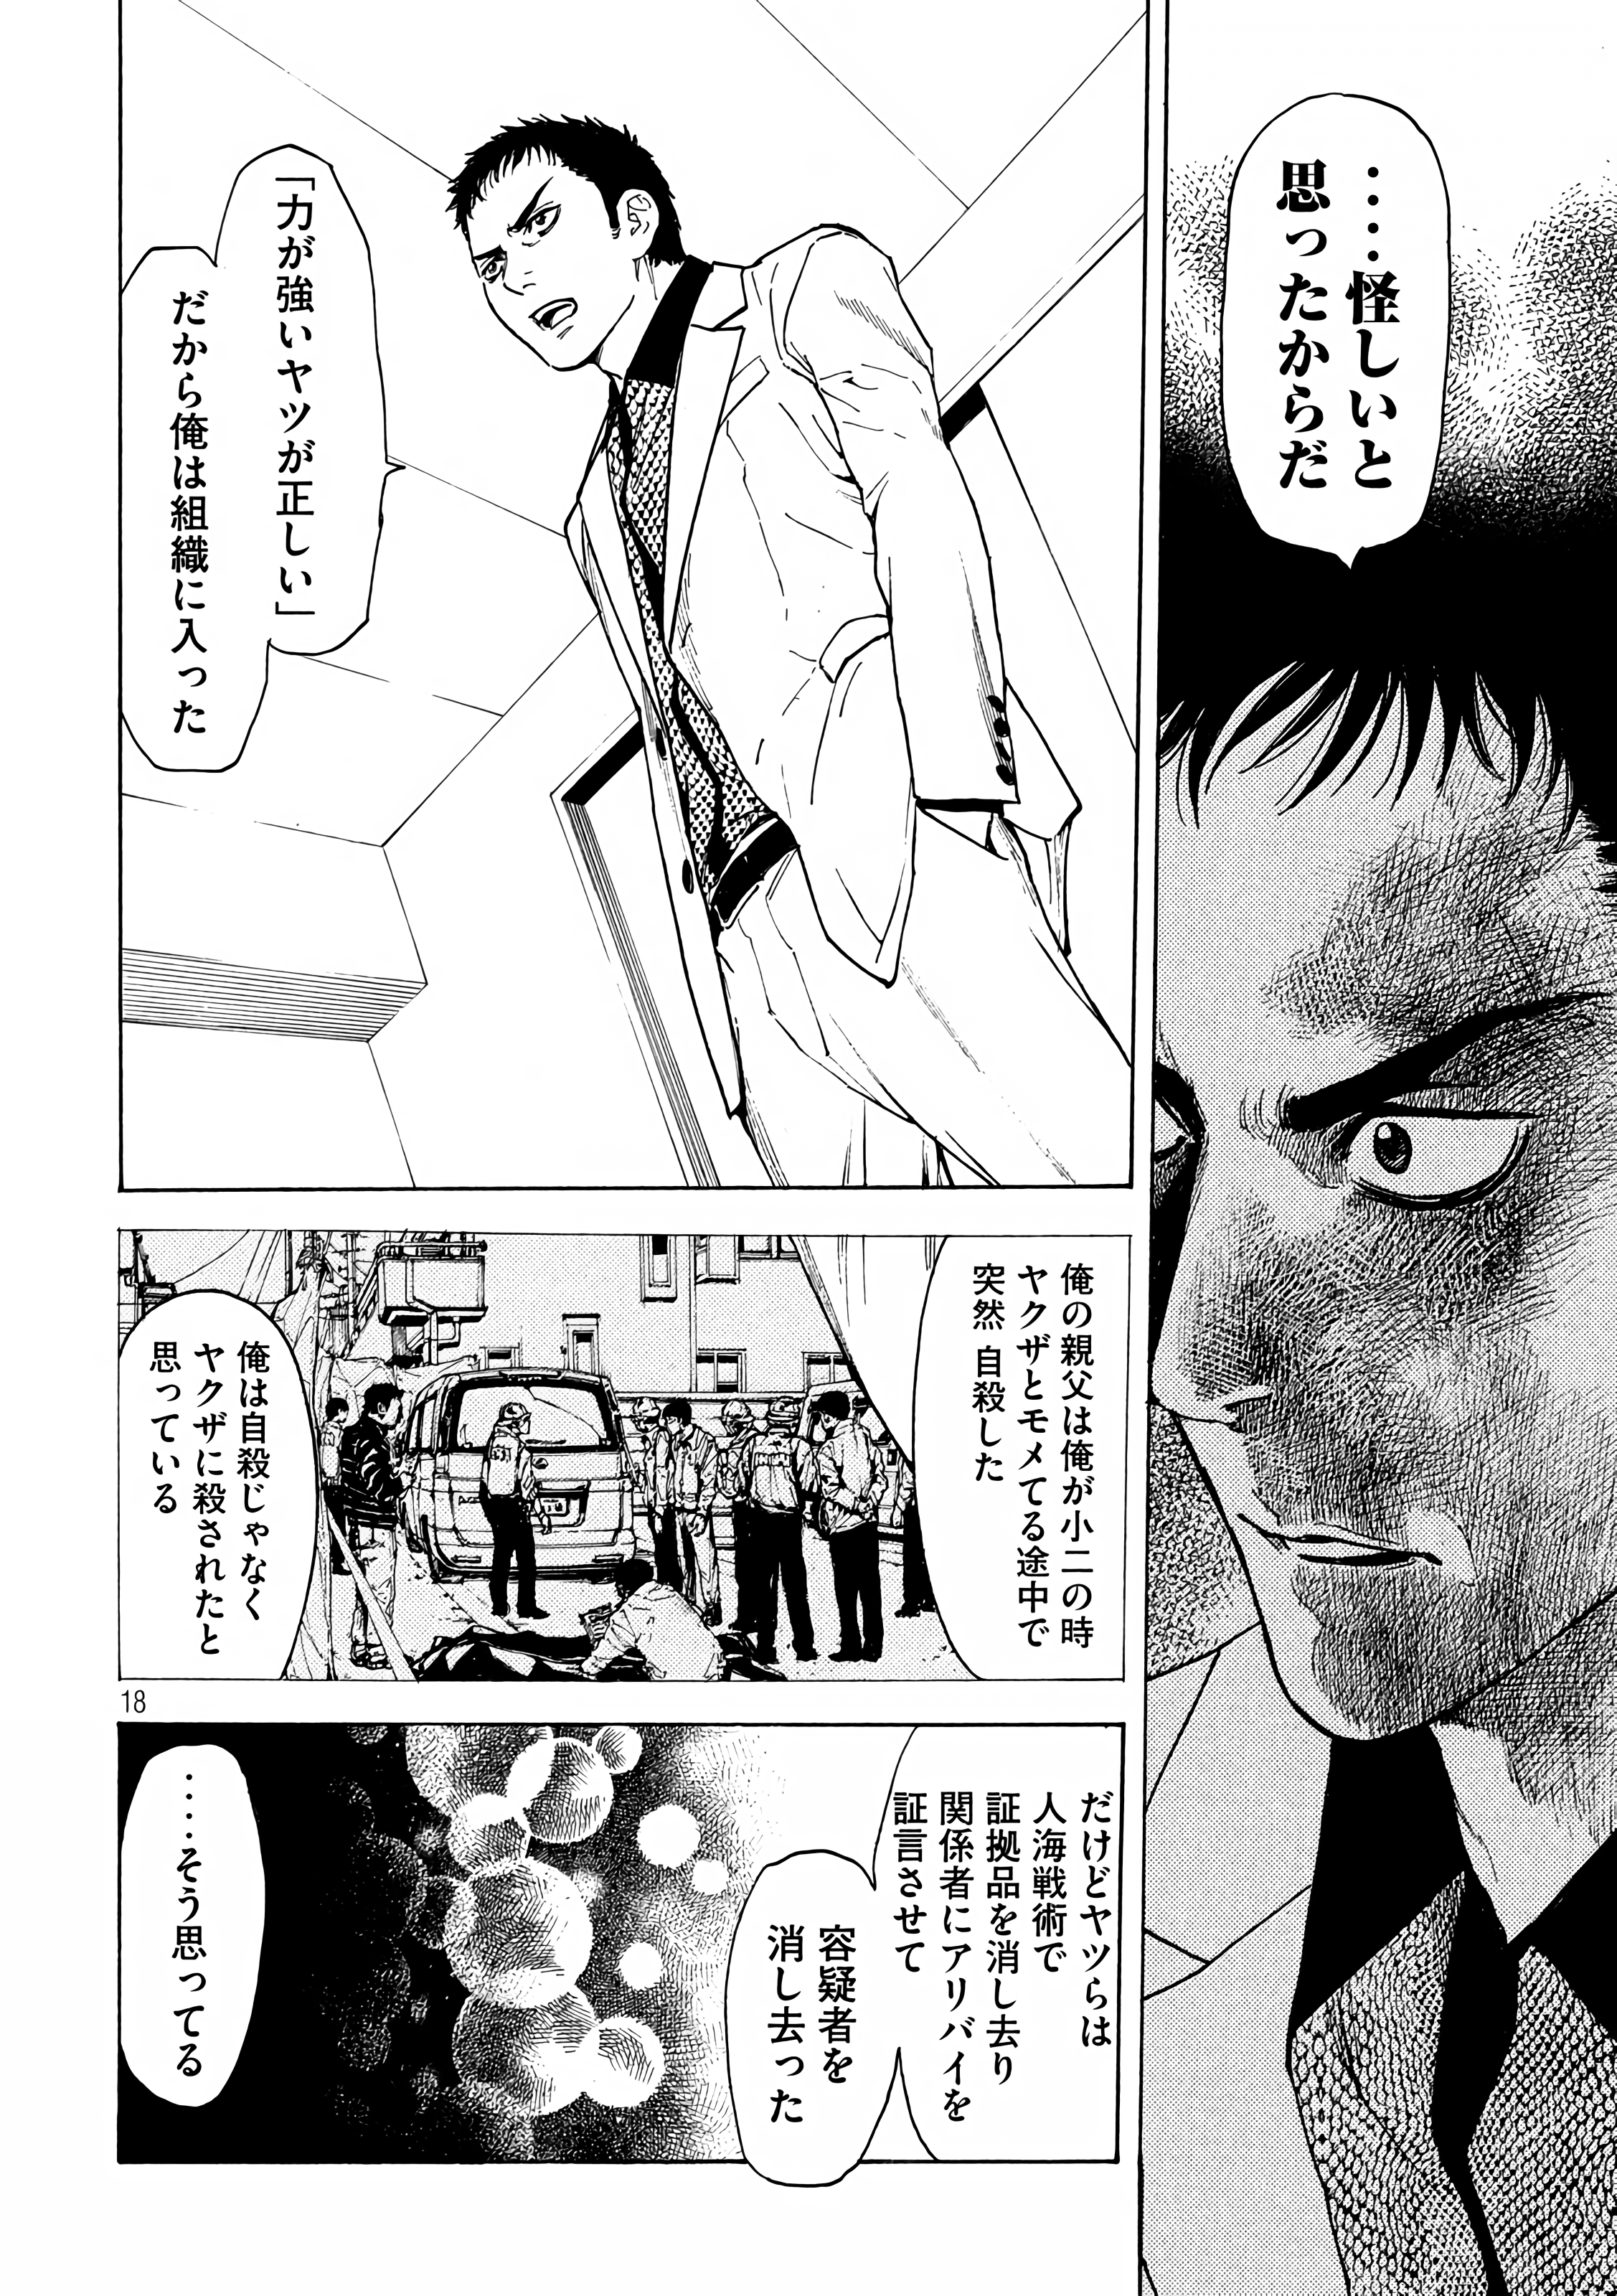 ‥‥怪しいと
思ったからだ
「力が強いヤツが正しい」
だから俺は組織に入った
俺の親父は俺が小二の時
ヤクザとモメてる途中で
突然 自殺した
俺は自殺じゃなく
ヤクザに殺されたと
思っている
だけどヤツらは
人海戦術で
証拠品を消し去り
関係者にアリバイを
証言させて
容疑者を
消し去った
‥‥そう思ってる
18